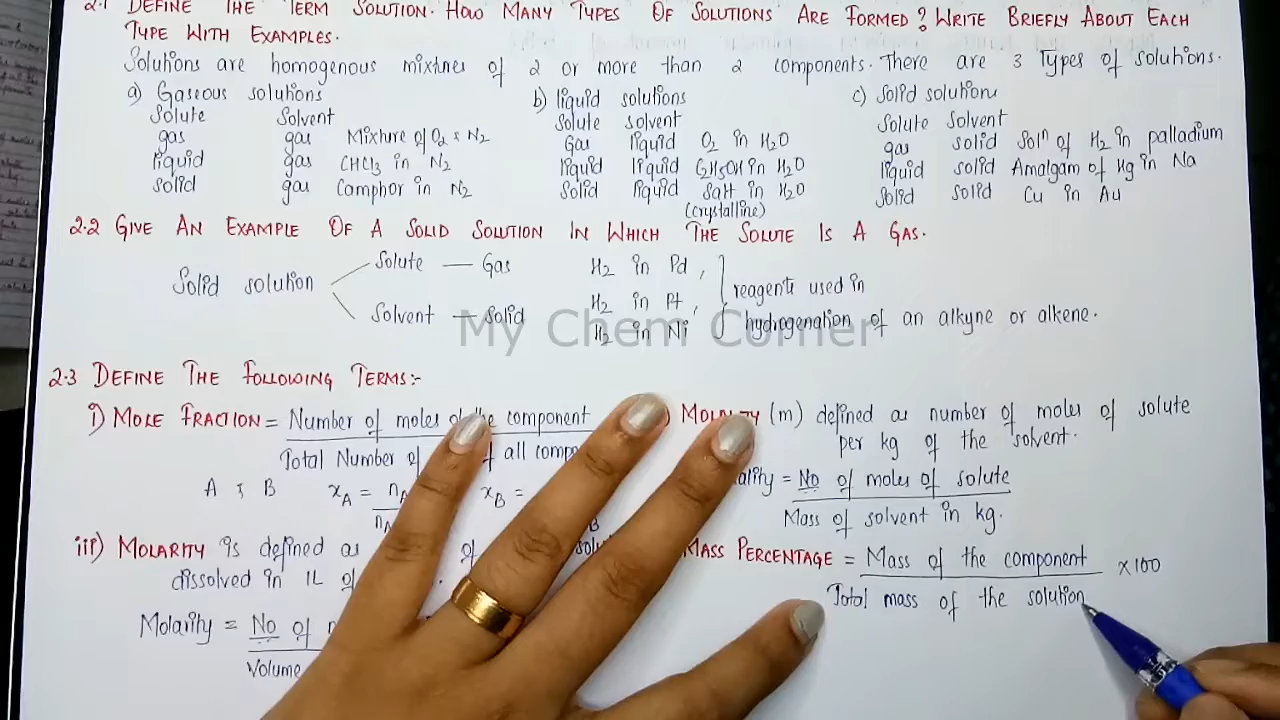 2.1 DEFINE THE TERM SOLUTION. HOW MANY TYPES OF SOLUTIONS ARE FORMED? WRITE BRIEFLY ABOUT EACH
TYPE WITH EXAMPLES.
Solutions are homogenous mixtures of 2 or more than 2 components. There are 3 Types of solutions.
a) Gaseous solutions
Solute Solvent
gas gas Mixture of O2 & N2
liquid gas CHCl3 in N2
solid gas Camphor in N2
b) liquid solutions
Solute solvent
Gas liquid O2 in H2O
liquid liquid C2H5OH in H2O
Solid liquid Salt in H2O
(crystalline)
c) Solid solution
Solute Solvent
gas solid Soln of H2 in palladium
liquid solid Amalgam of Hg in Na
Solid solid Cu in Au
2.2 GIVE AN EXAMPLE OF A SOLID SOLUTION IN WHICH THE SOLUTE IS A GAS.
Solid solution
Solute — Gas
Solvent — solid
H2 in Pd,
H2 in Pt,
H2 in Ni
reagents used in
hydrogenation of an alkyne or alkene.
My Chem Corner
2.3 DEFINE THE FOLLOWING TERMS:-
i) MOLE FRACTION = Number of moles of the component
Total Number of of all
A & B xA = nA xB =
nA B
(m) defined as number of moles of solute
per kg of the solvent.
= No of moles of solute
Mass of solvent in kg.
iii) MOLARITY is defined as of
dissolved in 1L of
Molarity = No of
Volume
MASS PERCENTAGE = Mass of the component ×100
Total mass of the solution